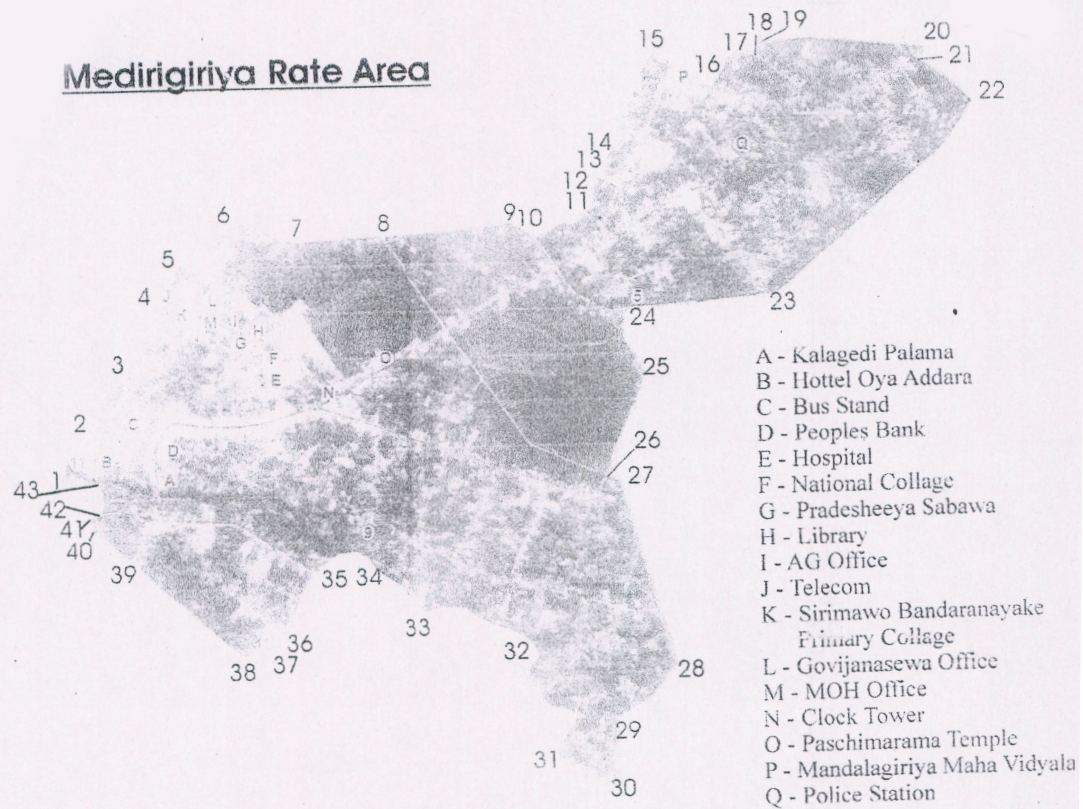 Medirigiriya Rate Area
15
18
19
17
16
P
20
21
22
14
13
12
11
Q
6
7
8
9
10
5
4
J
K
L
M
I
G
H
F
E
S
23
24
25
3
O
N
2
C
D
B
A
26
27
43
1
42
41
40
39
9
35
34
33
36
37
38
32
28
29
31
30
A - Kalagedi Palama
B - Hottel Oya Addara
C - Bus Stand
D - Peoples Bank
E - Hospital
F - National Collage
G - Pradesheeya Sabawa
H - Library
I - AG Office
J - Telecom
K - Sirimawo Bandaranayake
Primary Collage
L - Govijanasewa Office
M - MOH Office
N - Clock Tower
O - Paschimarama Temple
P - Mandalagiriya Maha Vidyala
Q - Police Station